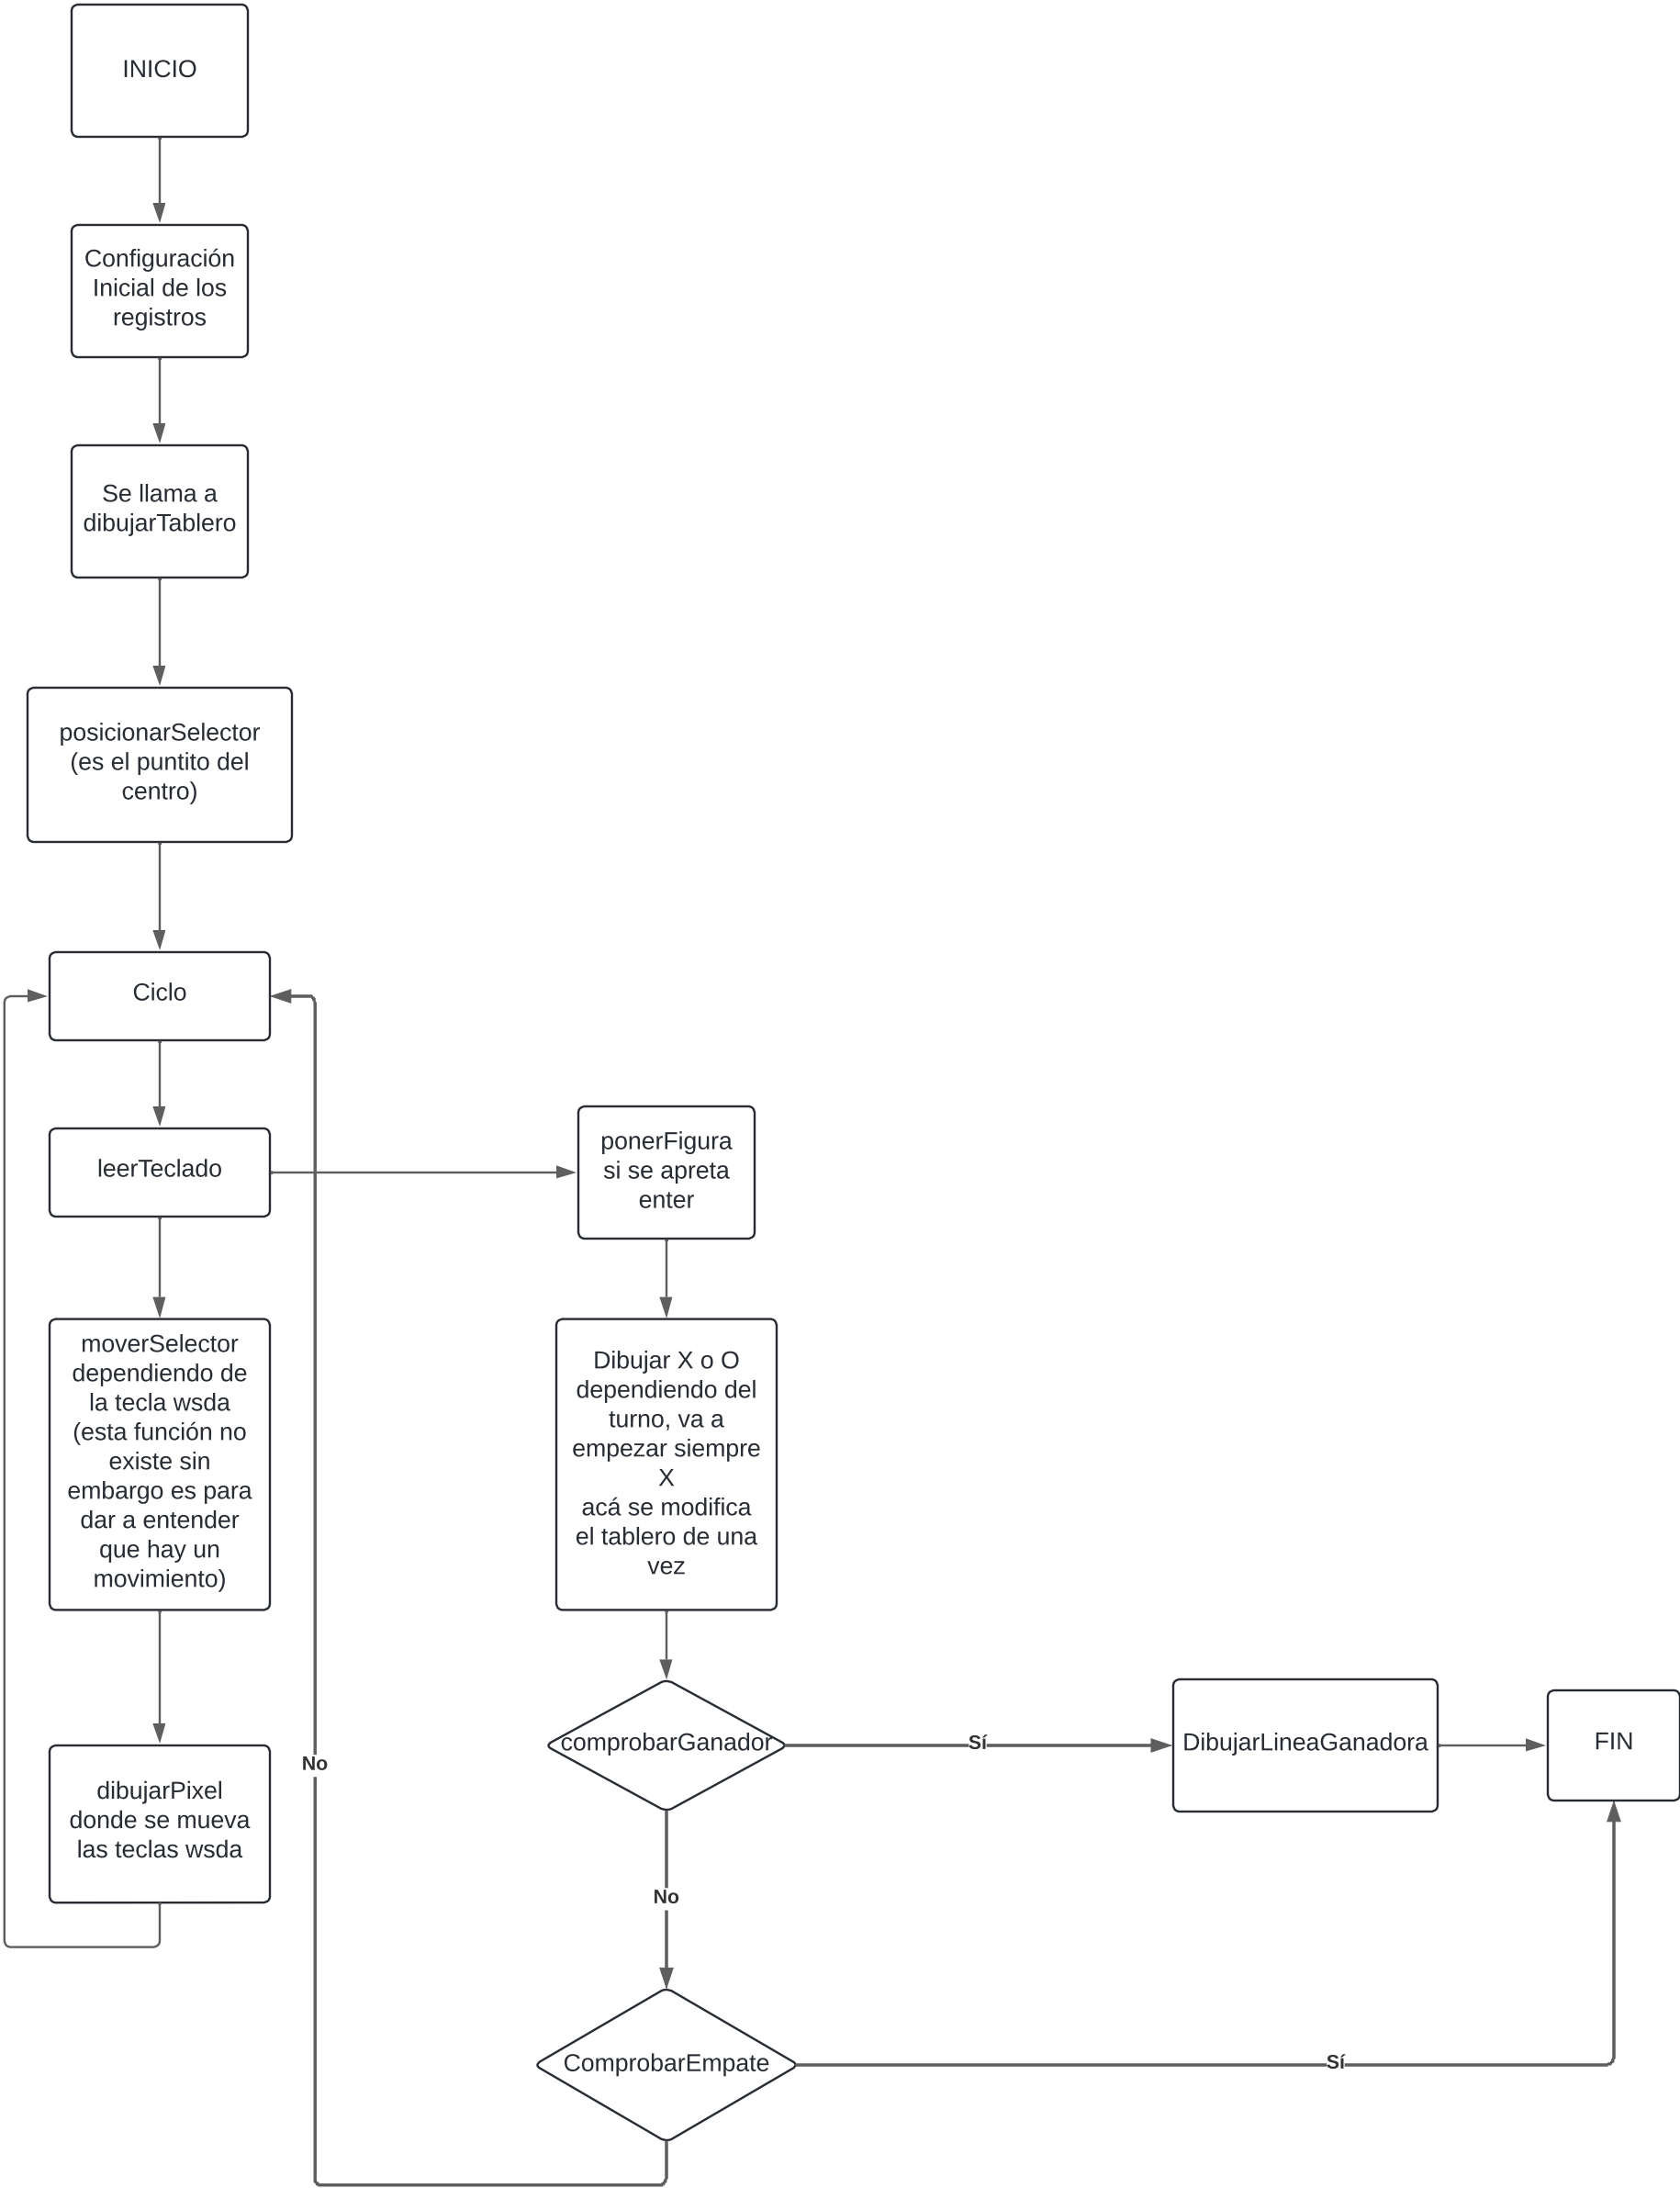 INICIO
Configuración
Inicial de los
registros
Se llama a
dibujarTablero
posicionarSelector
(es el puntito del
centro)
Ciclo
leerTeclado
ponerFigura
si se apreta
enter
moverSelector
dependiendo de
la tecla wsda
(esta función no
existe sin
embargo es para
dar a entender
que hay un
movimiento)
Dibujar X o O
dependiendo del
turno, va a
empezar siempre
X
acá se modifica
el tablero de una
vez
comprobarGanador
Sí
DibujarLineaGanadora
FIN
No
dibujarPixel
donde se mueva
las teclas wsda
No
ComprobarEmpate
Sí